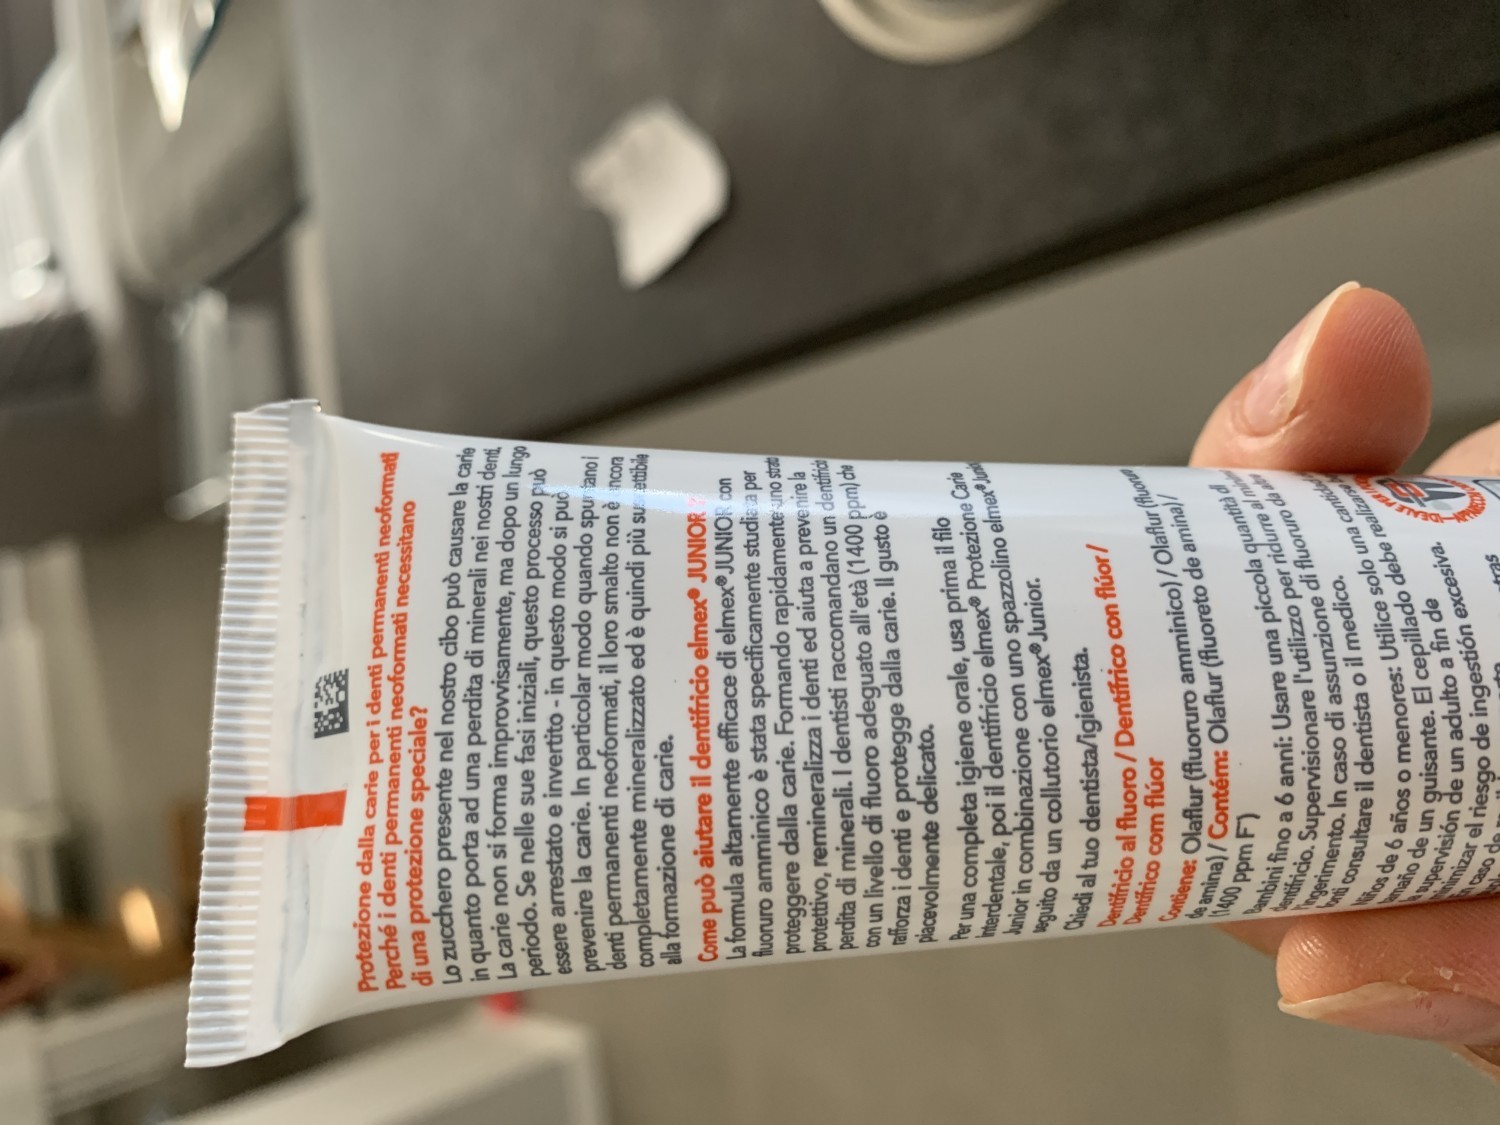 Protezione dalla carie per i denti permanenti neoformati
Perché i denti permanenti neoformati necessitano
di una protezione speciale?
Lo zucchero presente nel nostro cibo può causare la carie
in quanto porta ad una perdita di minerali nei nostri denti.
La carie non si forma improvvisamente, ma dopo un lungo
periodo. Se nelle sue fasi iniziali, questo processo può
essere arrestato e invertito - in questo modo si può
prevenire la carie. In particolar modo quando spuntano i
denti permanenti neoformati, il loro smalto non è ancora
completamente mineralizzato ed è quindi più suscettibile
alla formazione di carie.
Come può aiutare il dentifricio elmex® JUNIOR
La formula altamente efficace di elmex® JUNIOR con
fluoruro amminico è stata specificamente studiata per
proteggere dalla carie. Formando rapidamente uno strato
protettivo, remineralizza i denti ed aiuta a prevenire la
perdita di minerali. I dentisti raccomandano un dentifricio
con un livello di fluoro adeguato all'età (1400 ppm) che
rafforza i denti e protegge dalla carie. Il gusto è
piacevolmente delicato.
Per una completa igiene orale, usa prima il filo
interdentale, poi il dentifricio elmex® Protezione Carie
Junior in combinazione con uno spazzolino elmex® Junior
seguito da un collutorio elmex® Junior.
Chiedi al tuo dentista/igienista.
Dentifricio al fluoro / Dentífrico con flúor /
Dentífrico com flúor
Contiene: Olaflur (fluoruro amminico) / Olaflur (fluoruro
de amina) / Contém: Olaflur (fluoreto de amina) /
(1400 ppm F⁻)
Bambini fino a 6 anni: Usare una piccola quantità di
dentifricio. Supervisionare l'utilizzo per ridurre al
l'ingerimento. In caso di assunzione di fluoruro da altre
fonti consultare il dentista o il medico.
Niños de 6 años o menores: Utilice solo una cantidad
tamaño de un guisante. El cepillado debe realizarse
la supervisión de un adulto a fin de
minimizar el riesgo de ingestión excesiva.
caso de
IDEALE PER